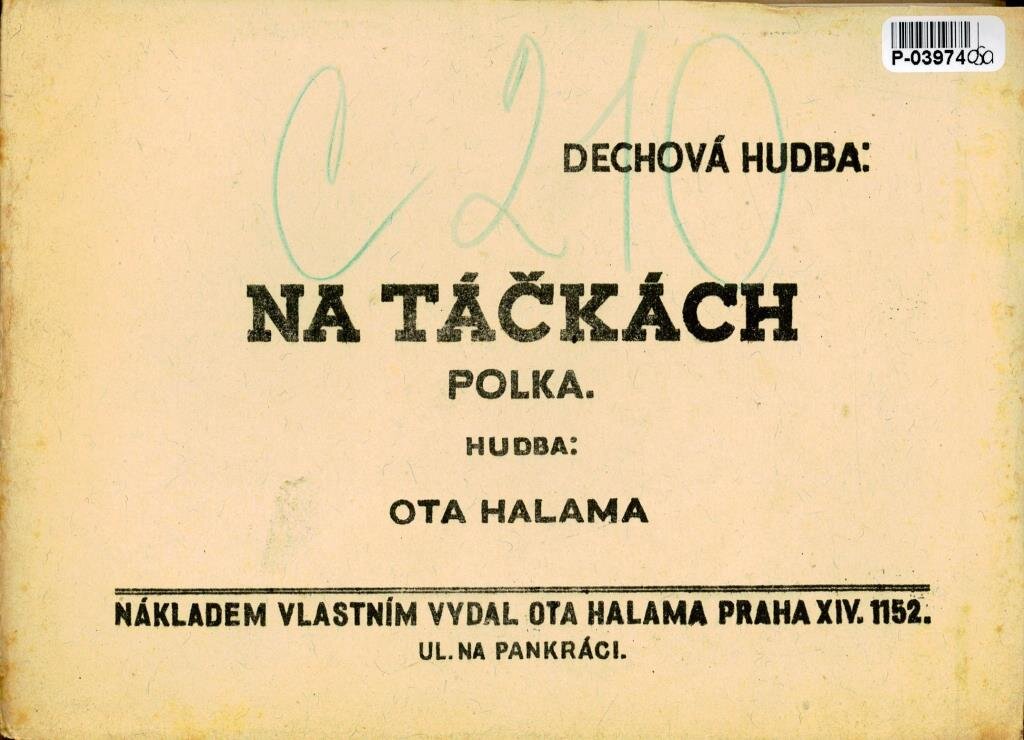 P-03974
C 210
DECHOVÁ HUDBA:
NA TÁČKÁCH
POLKA.
HUDBA:
OTA HALAMA
NÁKLADEM VLASTNÍM VYDAL OTA HALAMA PRAHA XIV. 1152.
UL. NA PANKRÁCI.